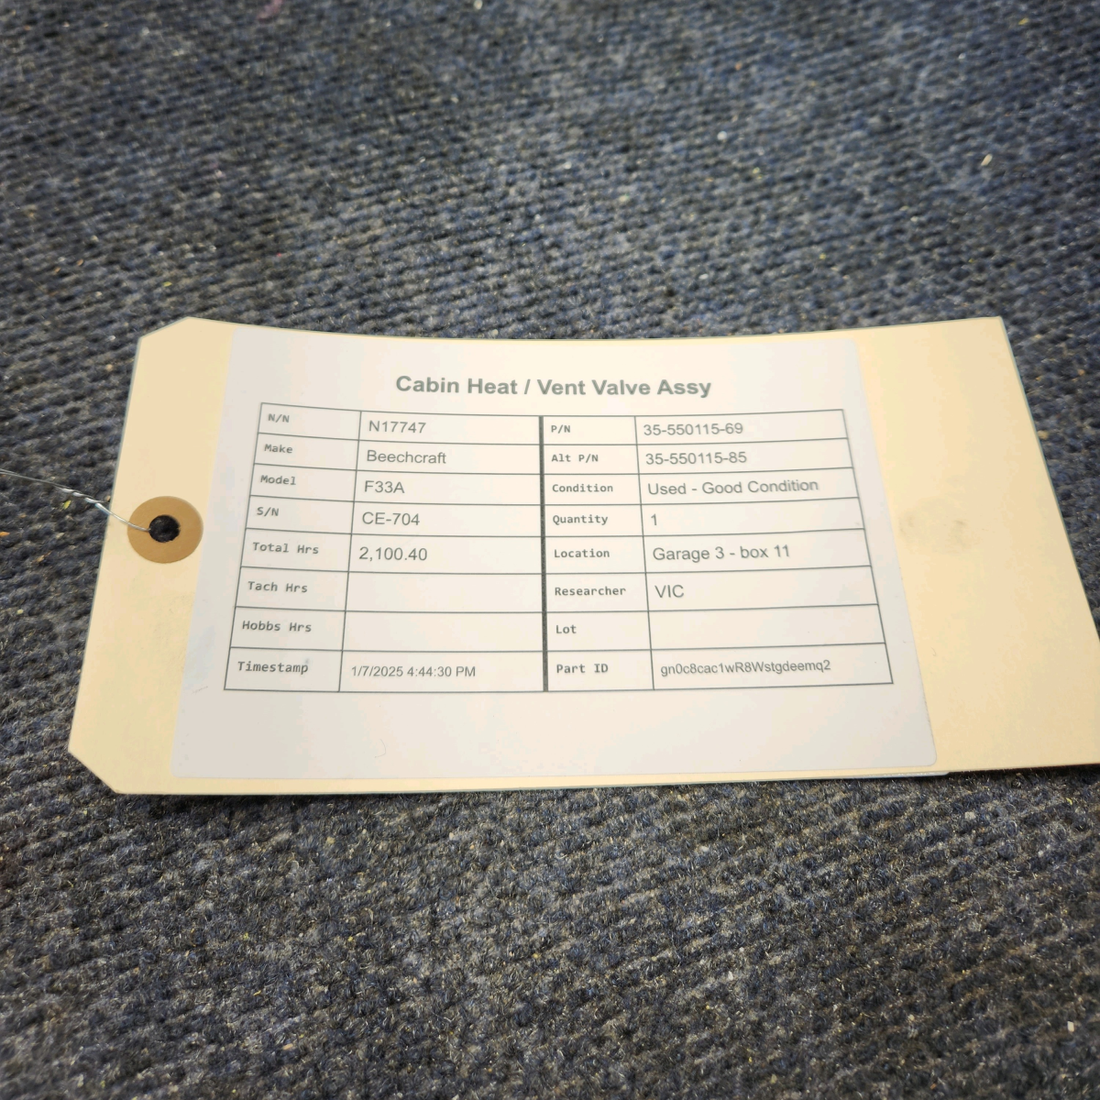 Cabin Heat / Vent Valve Assy
N/N N17747 P/N 35-550115-69
Make Beechcraft Alt P/N 35-550115-85
Model F33A Condition Used - Good Condition
S/N CE-704 Quantity 1
Total Hrs 2,100.40 Location Garage 3 - box 11
Tach Hrs Researcher VIC
Hobbs Hrs Lot
Timestamp 1/7/2025 4:44:30 PM Part ID gn0c8cac1wR8Wstgdeemq2